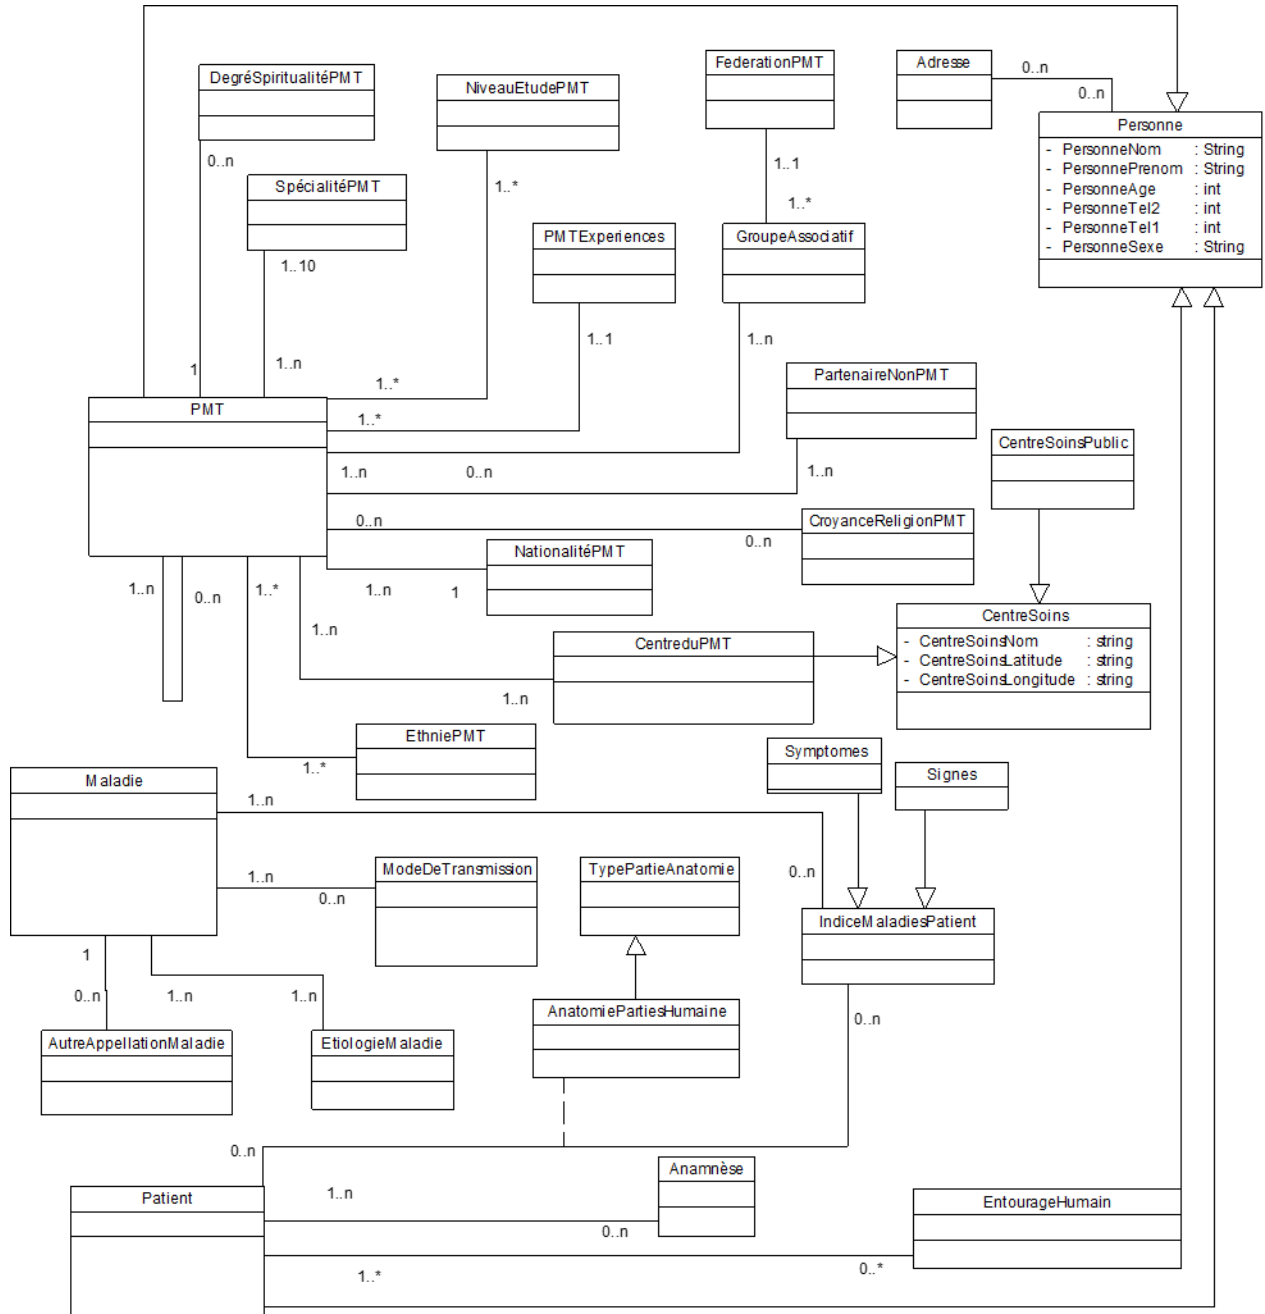 FederationPMT
Adresse
DegréSpiritualitéPMT
NiveauEtudePMT
0..n
0..n
Personne
- PersonneNom : String
- PersonnePrenom : String
- PersonneAge : int
- PersonneTel2 : int
- PersonneTel1 : int
- PersonneSexe : String
0..n
1..1
SpécialitéPMT
1..*
1..*
PMTExperiences
GroupeAssociatif
1..10
1..1
1..n
1
1..n
1..*
PartenaireNonPMT
PMT
1..*
CentreSoinsPublic
1..n
0..n
1..n
0..n
CroyanceReligionPMT
0..n
NationalitéPMT
1..n
0..n
1..*
1..n
1
CentreSoins
- CentreSoinsNom : string
- CentreSoinsLatitude : string
- CentreSoinsLongitude : string
1..n
CentreduPMT
1..n
EthniePMT
1..*
Symptomes
Signes
Maladie
1..n
ModeDeTransmission
TypePartieAnatomie
1..n
0..n
0..n
IndiceMaladiesPatient
1
0..n
1..n
1..n
AnatomiePartiesHumaine
0..n
AutreAppellationMaladie
EtiologieMaladie
0..n
Anamnèse
Patient
1..n
EntourageHumain
0..n
1..*
0..*